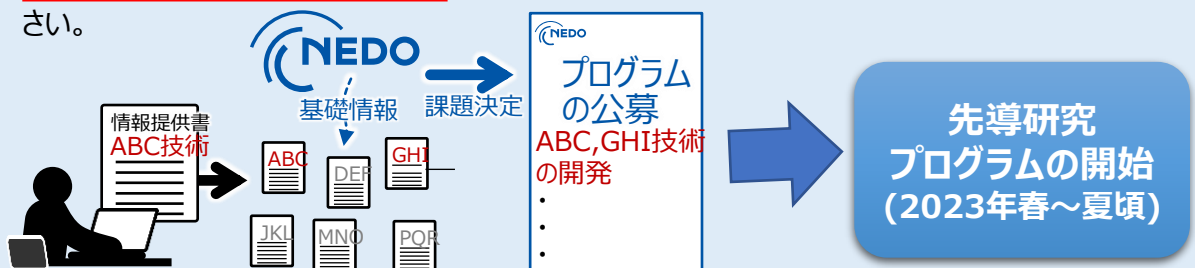 さい。
NEDO
基礎情報
課題決定
情報提供書
ABC技術
ABC
DEF
GHI
JKL
MNO
PQR
NEDO
プログラム
の公募
ABC,GHI技術
の開発
・
・
・
先導研究
プログラムの開始
(2023年春～夏頃)